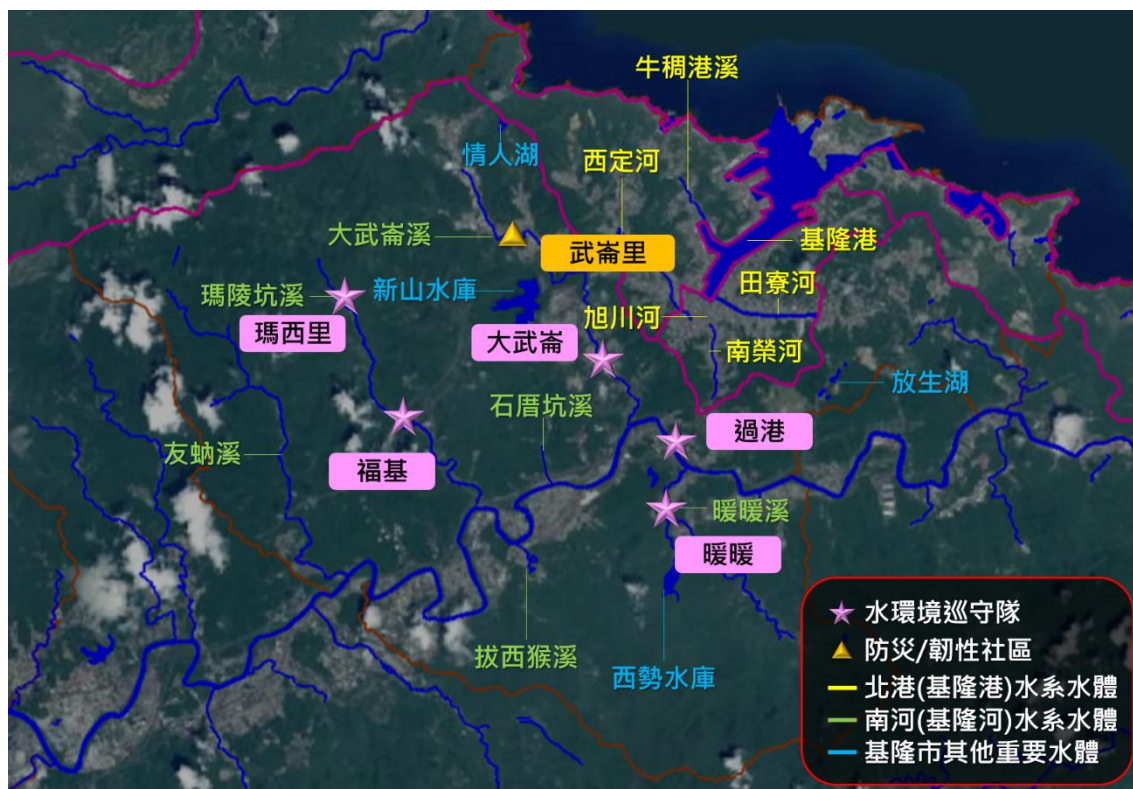 牛稠港溪
情人湖
西定河
大武崙溪
武崙里
基隆港
瑪陵坑溪
新山水庫
田寮河
瑪西里
大武崙
旭川河
南榮河
放生湖
石厝坑溪
過港
友蚋溪
福基
暖暖溪
暖暖
拔西猴溪
西勢水庫
水環境巡守隊
防災/韌性社區
北港(基隆港)水系水體
南河(基隆河)水系水體
基隆市其他重要水體